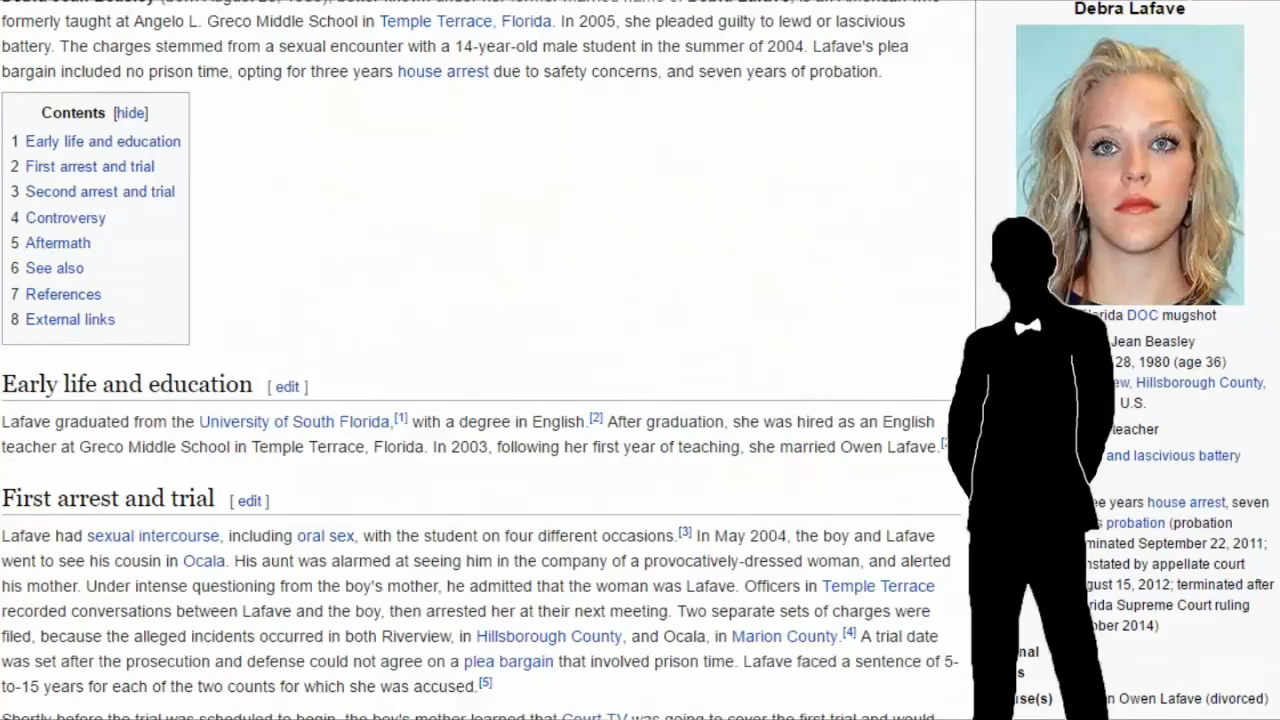 formerly taught at Angelo L. Greco Middle School in Temple Terrace, Florida. In 2005, she pleaded guilty to lewd or lascivious
battery. The charges stemmed from a sexual encounter with a 14-year-old male student in the summer of 2004. Lafave's plea
bargain included no prison time, opting for three years house arrest due to safety concerns, and seven years of probation.
Contents [hide]
1 Early life and education
2 First arrest and trial
3 Second arrest and trial
4 Controversy
5 Aftermath
6 See also
7 References
8 External links
Early life and education [ edit ]
Lafave graduated from the University of South Florida,[1] with a degree in English.[2] After graduation, she was hired as an English
teacher at Greco Middle School in Temple Terrace, Florida. In 2003, following her first year of teaching, she married Owen Lafave.
First arrest and trial [ edit ]
Lafave had sexual intercourse, including oral sex, with the student on four different occasions.[3] In May 2004, the boy and Lafave
went to see his cousin in Ocala. His aunt was alarmed at seeing him in the company of a provocatively-dressed woman, and alerted
his mother. Under intense questioning from the boy's mother, he admitted that the woman was Lafave. Officers in Temple Terrace
recorded conversations between Lafave and the boy, then arrested her at their next meeting. Two separate sets of charges were
filed, because the alleged incidents occurred in both Riverview, in Hillsborough County, and Ocala, in Marion County.[4] A trial date
was set after the prosecution and defense could not agree on a plea bargain that involved prison time. Lafave faced a sentence of 5-
to-15 years for each of the two counts for which she was accused.[5]
Debra Lafave
DOC mugshot
Jean Beasley
28, 1980 (age 36)
Hillsborough County,
U.S.
teacher
and lascivious battery
years house arrest, seven
probation (probation
September 22, 2011;
by appellate court
15, 2012; terminated after
Supreme Court ruling
2014)
Owen Lafave (divorced)